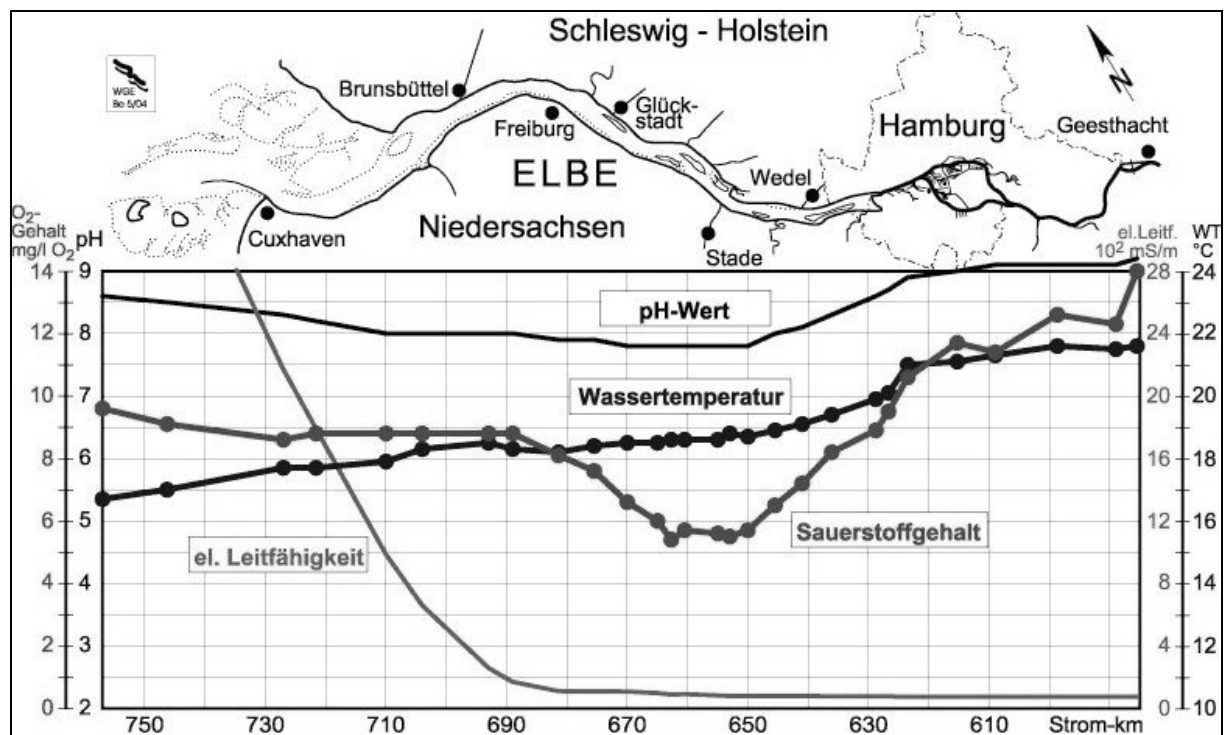 Schleswig - Holstein
WGE
Be 5/04
Brunsbüttel
Glück-
stadt
Freiburg
Hamburg
Geesthacht
ELBE
Wedel
Niedersachsen
Cuxhaven
Stade
O2-
Gehalt
mg/l O2
pH
el.Leitf.
10² mS/m
WT
°C
14 9 28 24
pH-Wert
12 8 24 22
Wassertemperatur
10 7 20 20
8 6 16 18
6 5 12 16
Sauerstoffgehalt
el. Leitfähigkeit
4 4 8 14
2 3 4 12
0 2 0 10
750 730 710 690 670 650 630 610 Strom-km